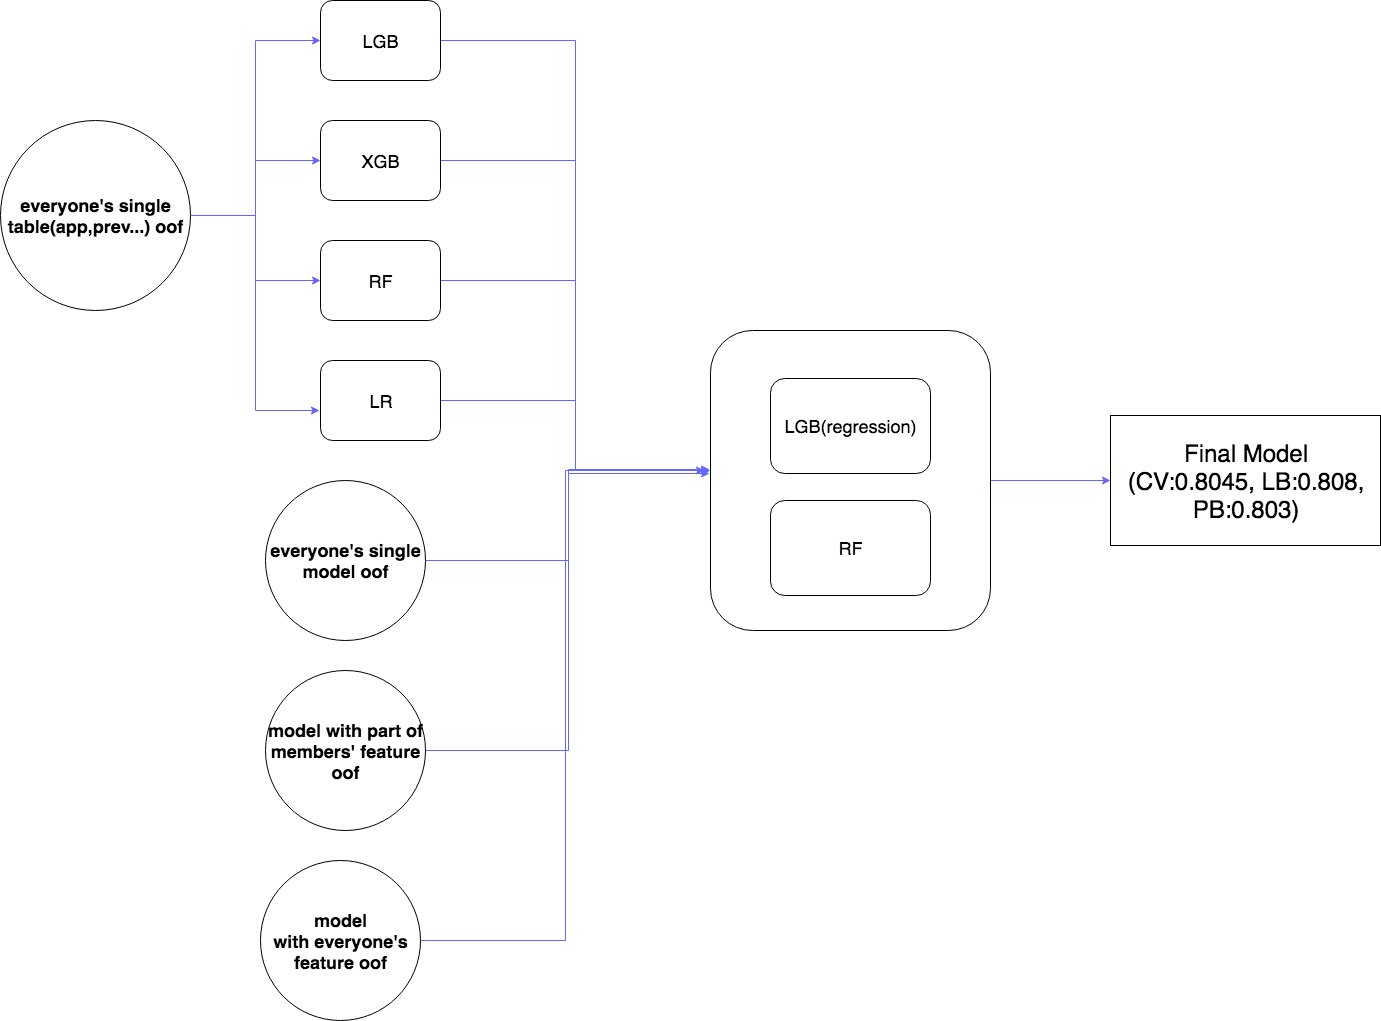 LGB
XGB
everyone's single
table(app,prev...) oof
RF
LR
everyone's single
model oof
model with part of
members' feature
oof
model
with everyone's
feature oof
LGB(regression)
RF
Final Model
(CV:0.8045, LB:0.808,
PB:0.803)